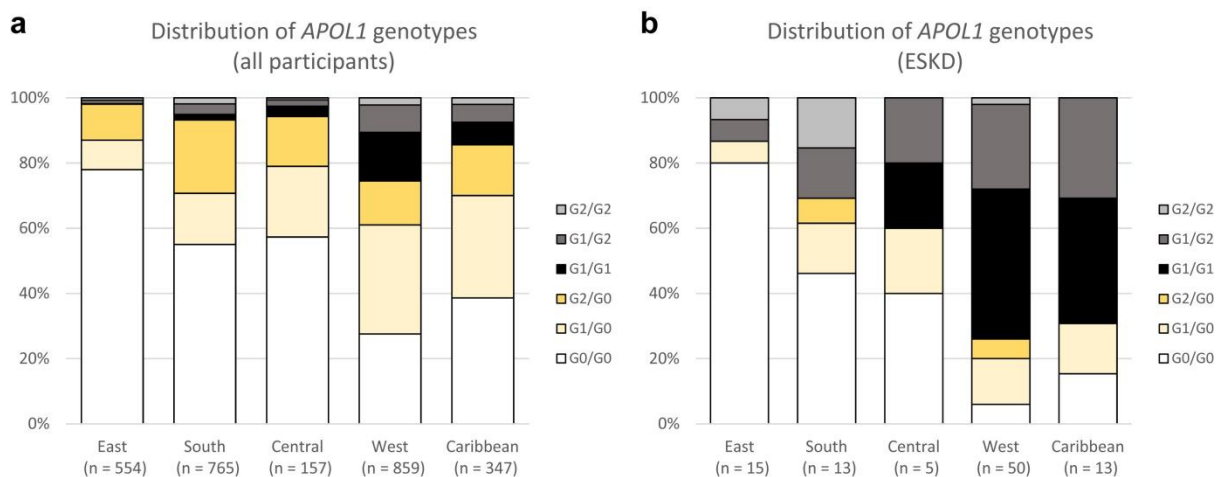 a
Distribution of APOL1 genotypes
(all participants)
100%
80%
60%
40%
20%
0%
East
(n = 554)
South
(n = 765)
Central
(n = 157)
West
(n = 859)
Caribbean
(n = 347)
G2/G2
G1/G2
G1/G1
G2/G0
G1/G0
G0/G0
b
Distribution of APOL1 genotypes
(ESKD)
100%
80%
60%
40%
20%
0%
East
(n = 15)
South
(n = 13)
Central
(n = 5)
West
(n = 50)
Caribbean
(n = 13)
G2/G2
G1/G2
G1/G1
G2/G0
G1/G0
G0/G0